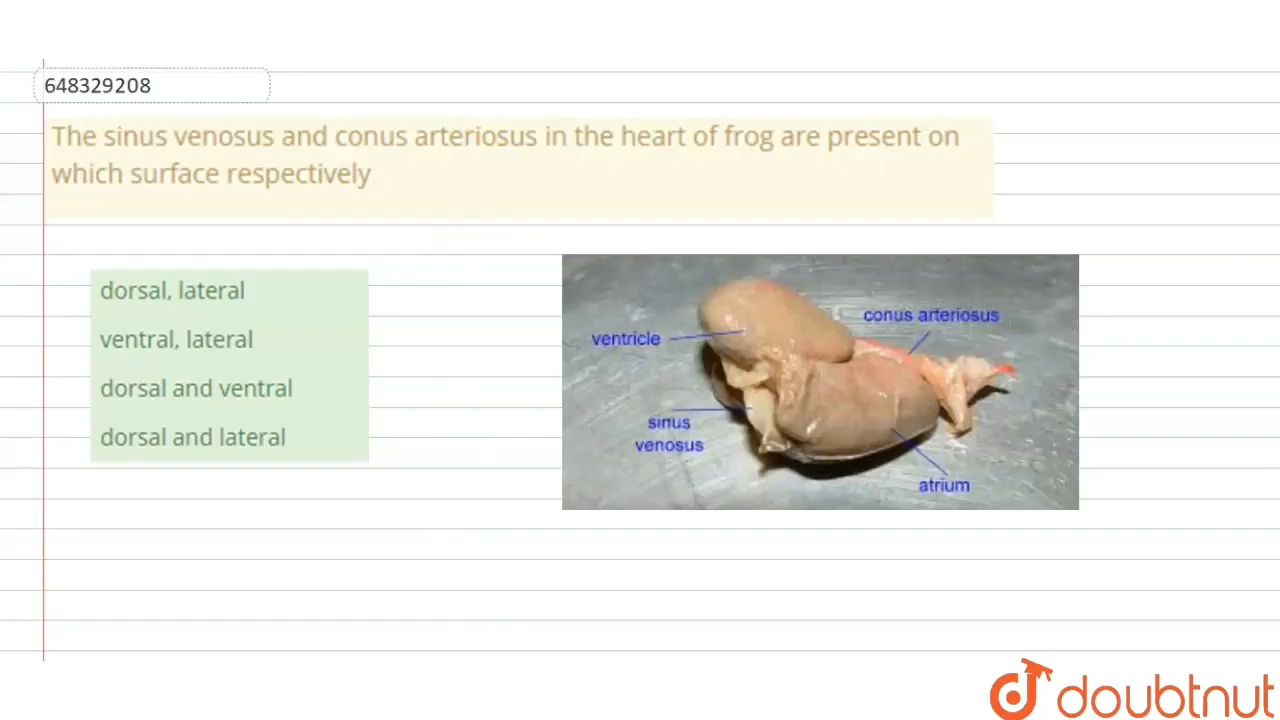 648329208
The sinus venosus and conus arteriosus in the heart of frog are present on
which surface respectively
dorsal, lateral
ventral, lateral
dorsal and ventral
dorsal and lateral
ventricle
conus arteriosus
sinus
venosus
atrium
doubtnut